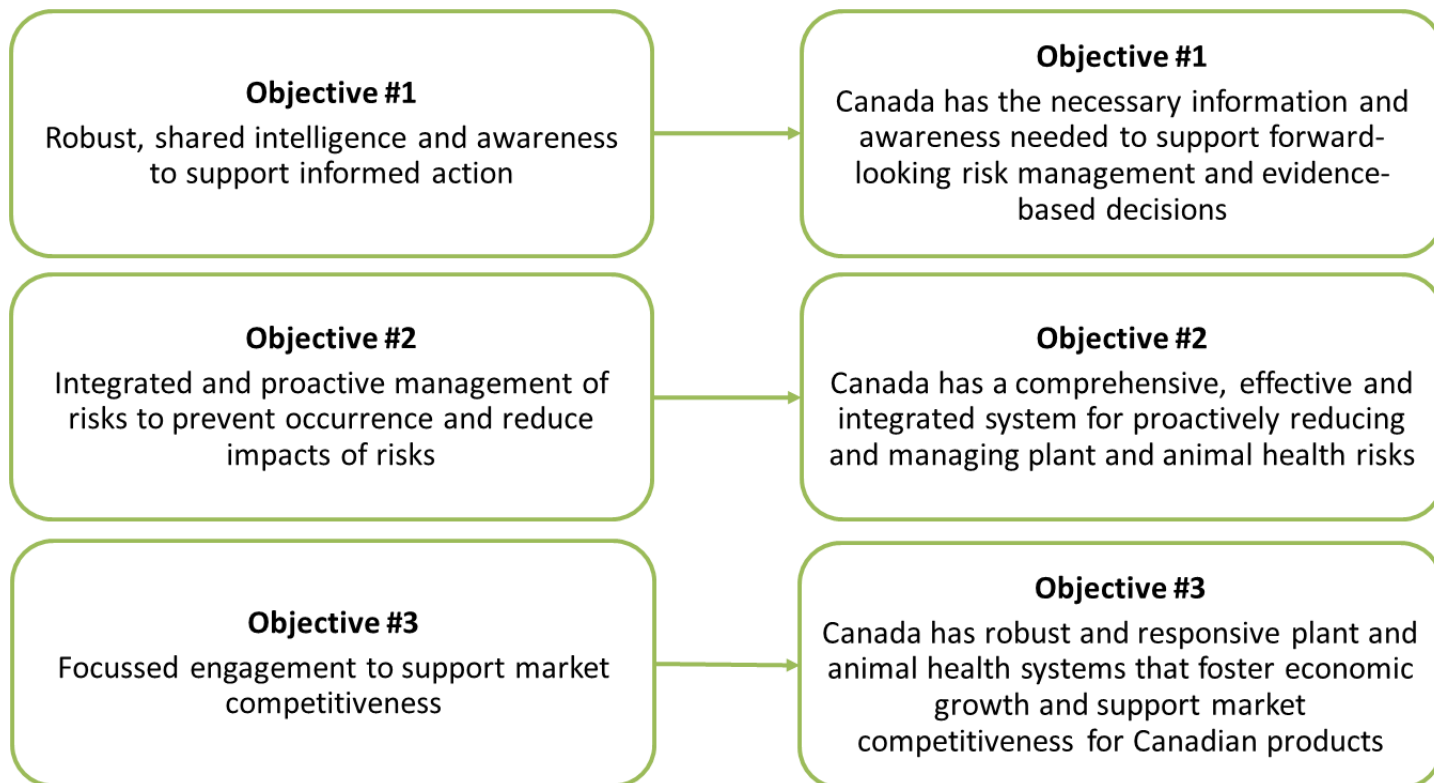 Objective #1
Robust, shared intelligence and awareness
to support informed action
Objective #1
Canada has the necessary information and
awareness needed to support forward-
looking risk management and evidence-
based decisions
Objective #2
Integrated and proactive management of
risks to prevent occurrence and reduce
impacts of risks
Objective #2
Canada has a comprehensive, effective and
integrated system for proactively reducing
and managing plant and animal health risks
Objective #3
Focussed engagement to support market
competitiveness
Objective #3
Canada has robust and responsive plant and
animal health systems that foster economic
growth and support market
competitiveness for Canadian products